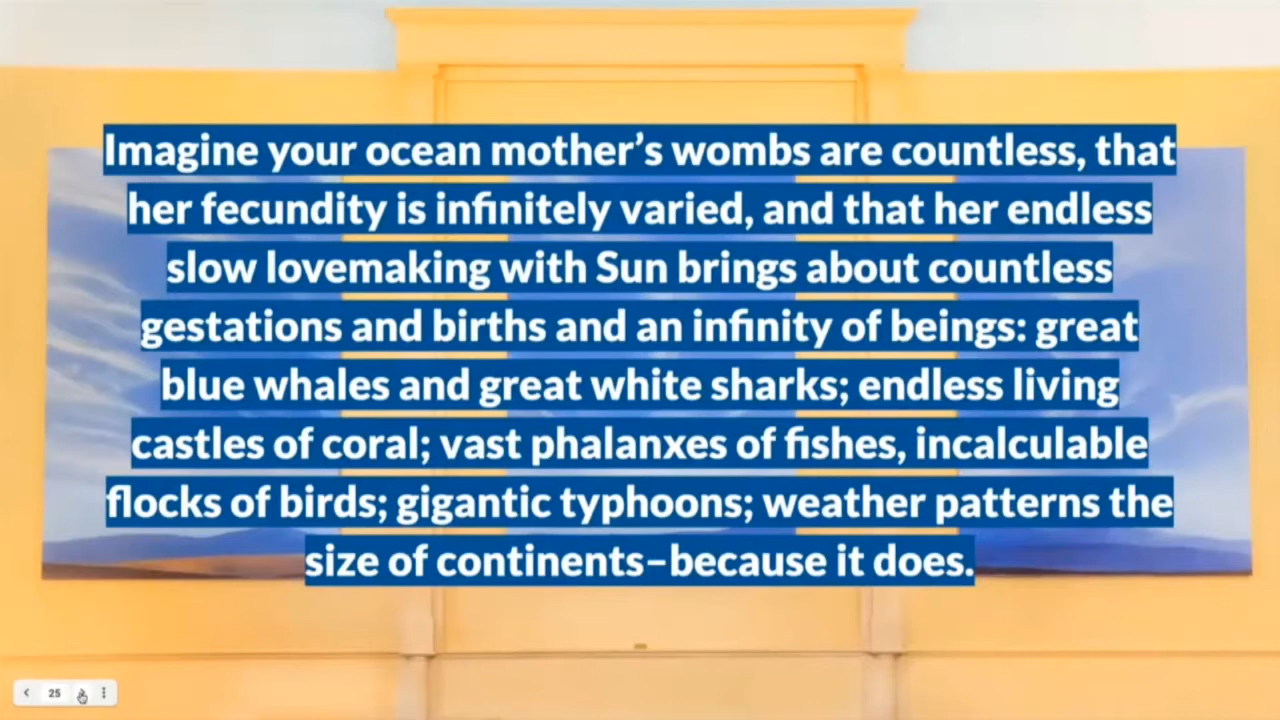 Imagine your ocean mother’s wombs are countless, that
her fecundity is infinitely varied, and that her endless
slow lovemaking with Sun brings about countless
gestations and births and an infinity of beings: great
blue whales and great white sharks; endless living
castles of coral; vast phalanxes of fishes, incalculable
flocks of birds; gigantic typhoons; weather patterns the
size of continents–because it does.
25